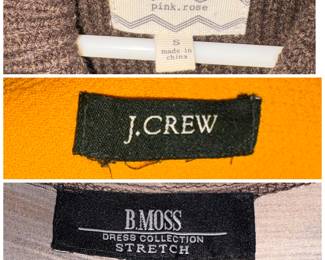 pink.rose
S
made in
china
J.CREW
B.MOSS
DRESS COLLECTION
STRETCH